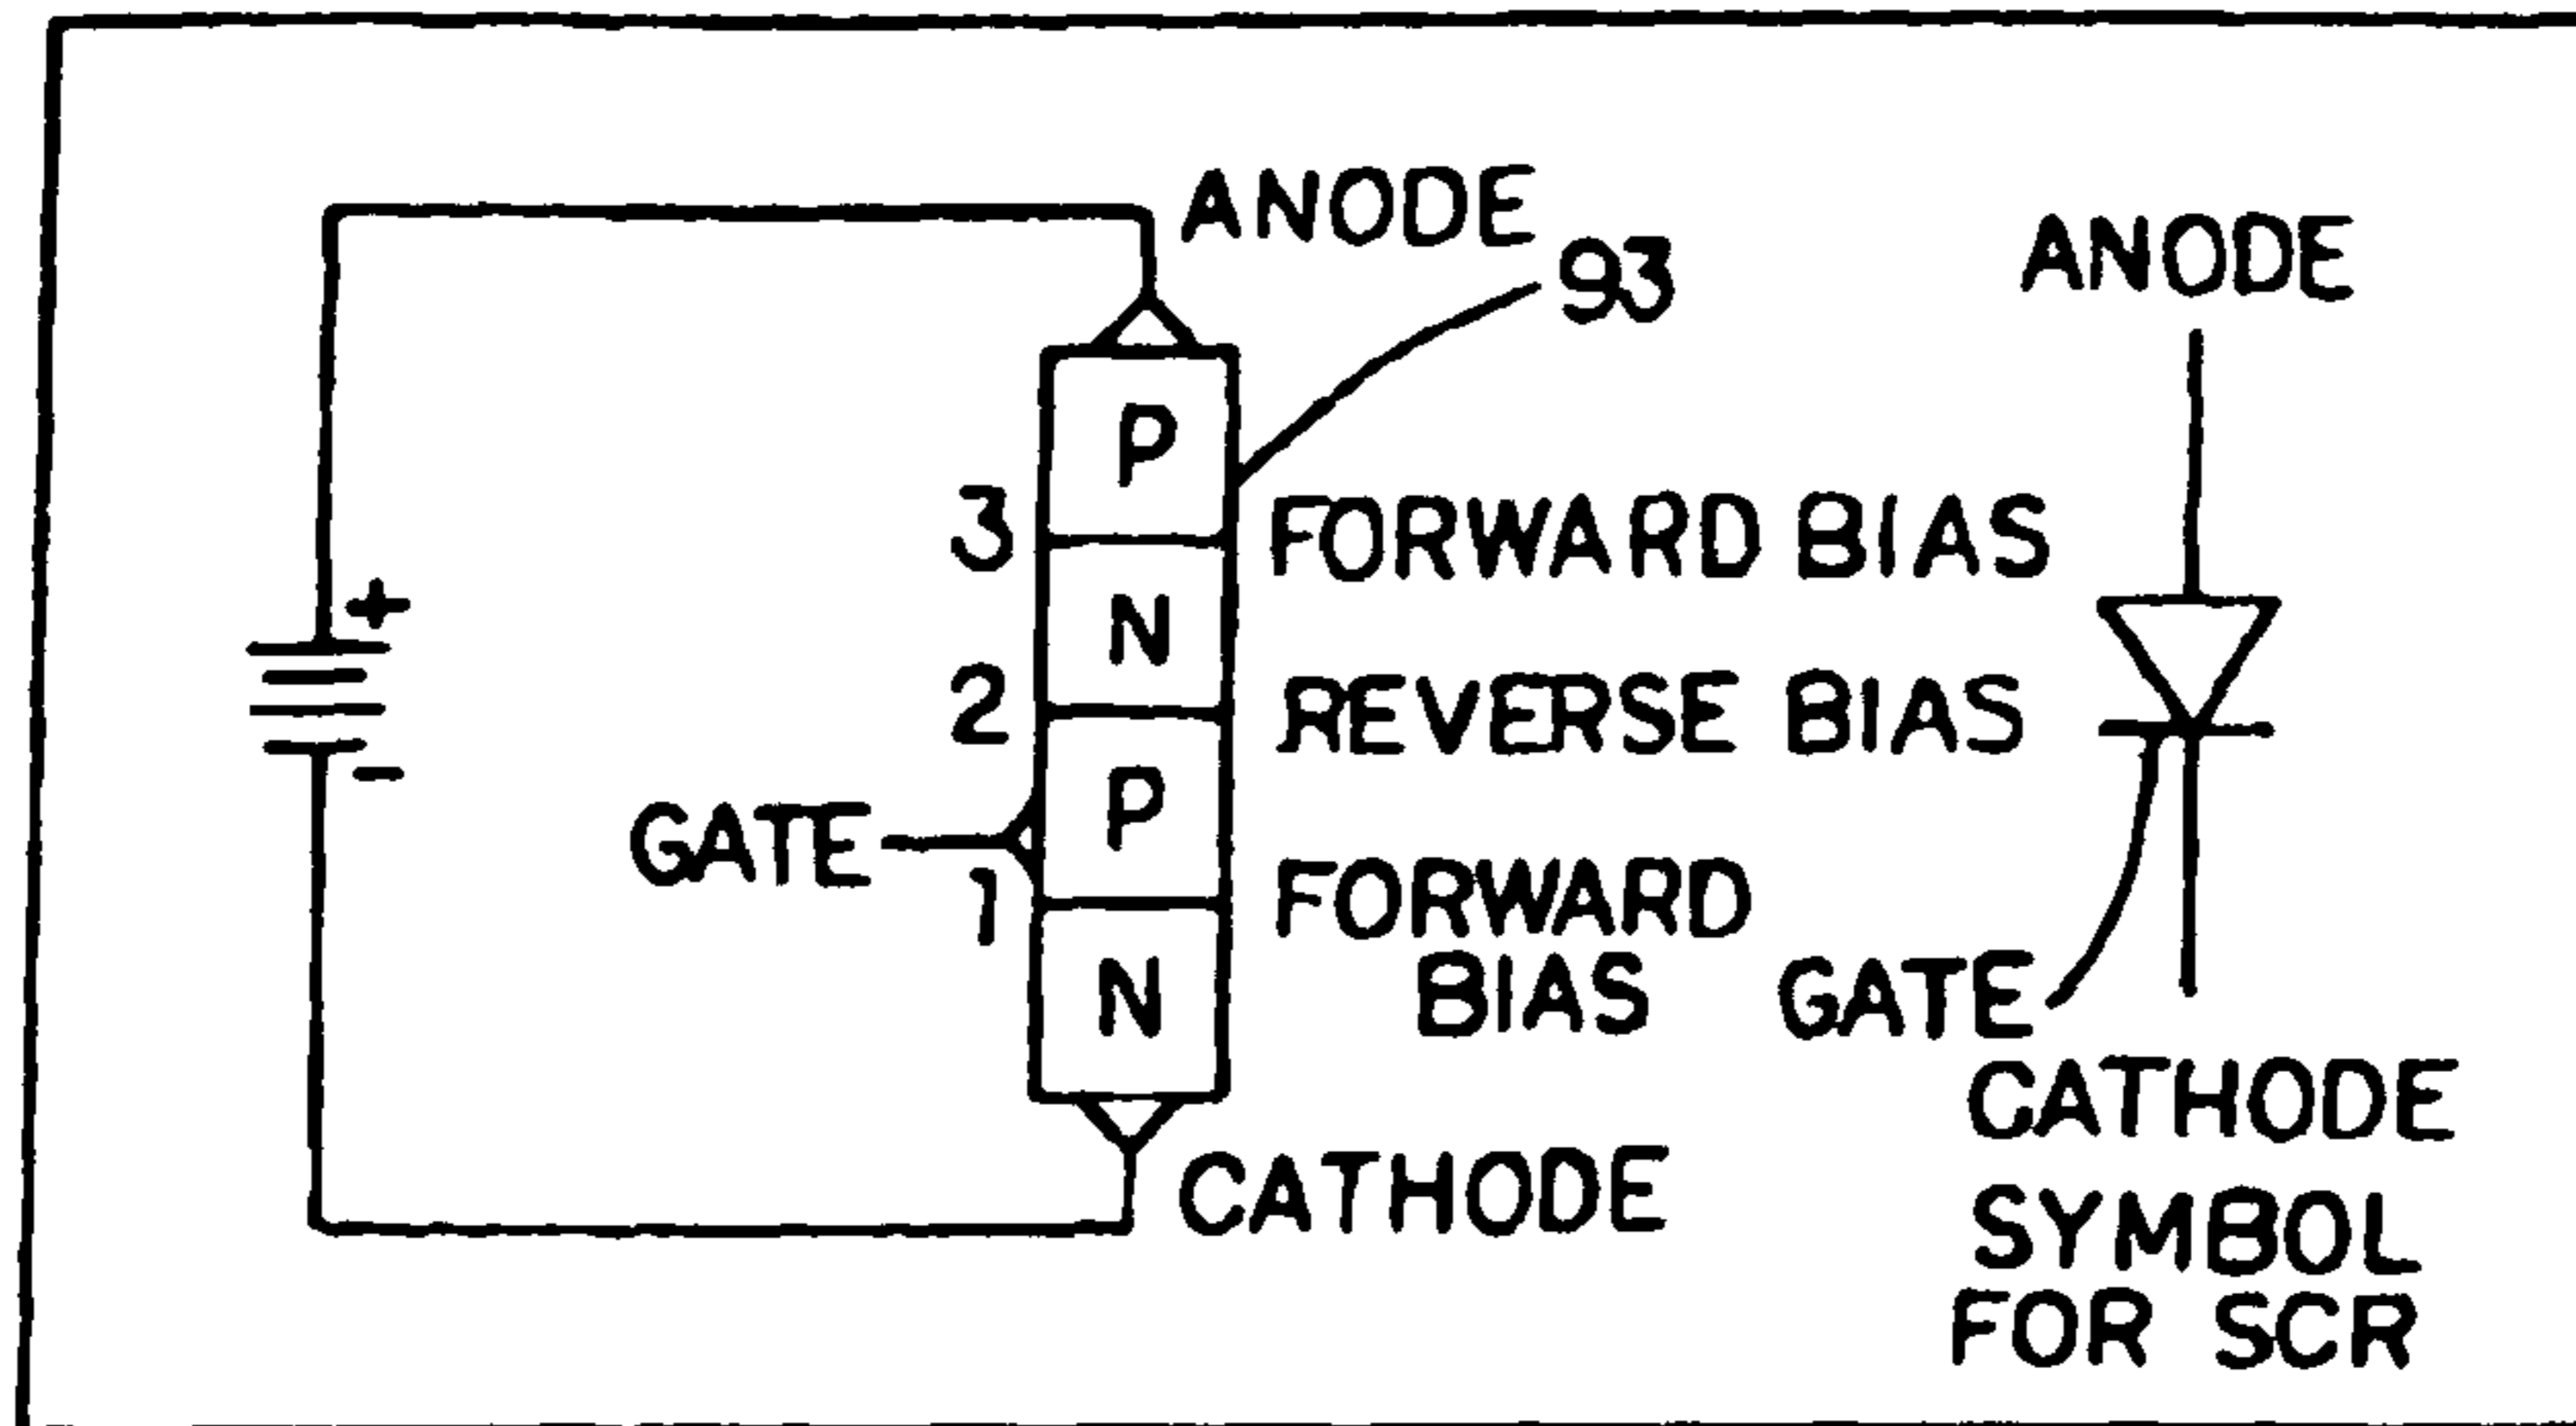 ANODE
93
ANODE
P
3
FORWARD BIAS
N
+
2
REVERSE BIAS
-
P
GATE
1
FORWARD
BIAS
N
GATE
CATHODE
CATHODE
SYMBOL
FOR SCR